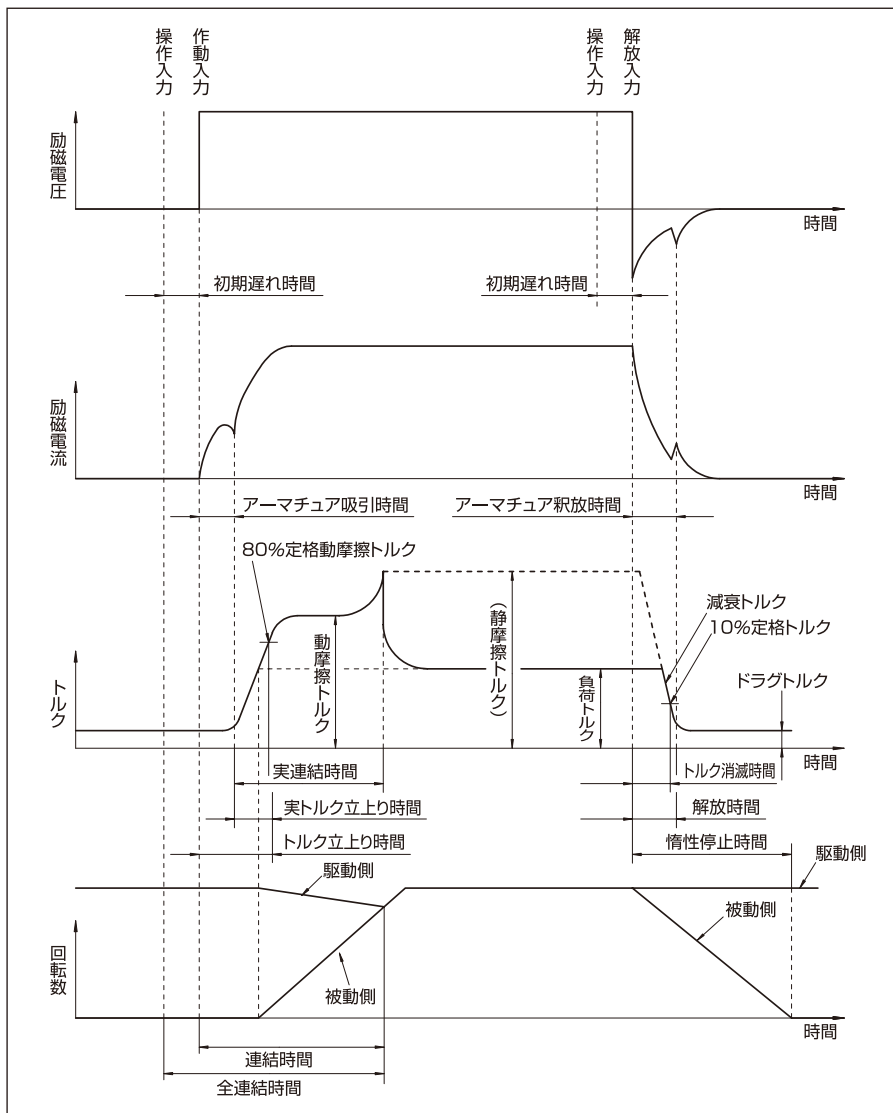 操作入力
作動入力
操作入力
解放入力
励磁電圧
時間
初期遅れ時間
初期遅れ時間
励磁電流
時間
アーマチュア吸引時間
アーマチュア釈放時間
80%定格動摩擦トルク
減衰トルク
10%定格トルク
トルク
動摩擦トルク
(静摩擦トルク)
負荷トルク
ドラグトルク
時間
実連結時間
トルク消滅時間
実トルク立上り時間
解放時間
トルク立上り時間
惰性停止時間
駆動側
駆動側
回転数
被動側
被動側
時間
連結時間
全連結時間